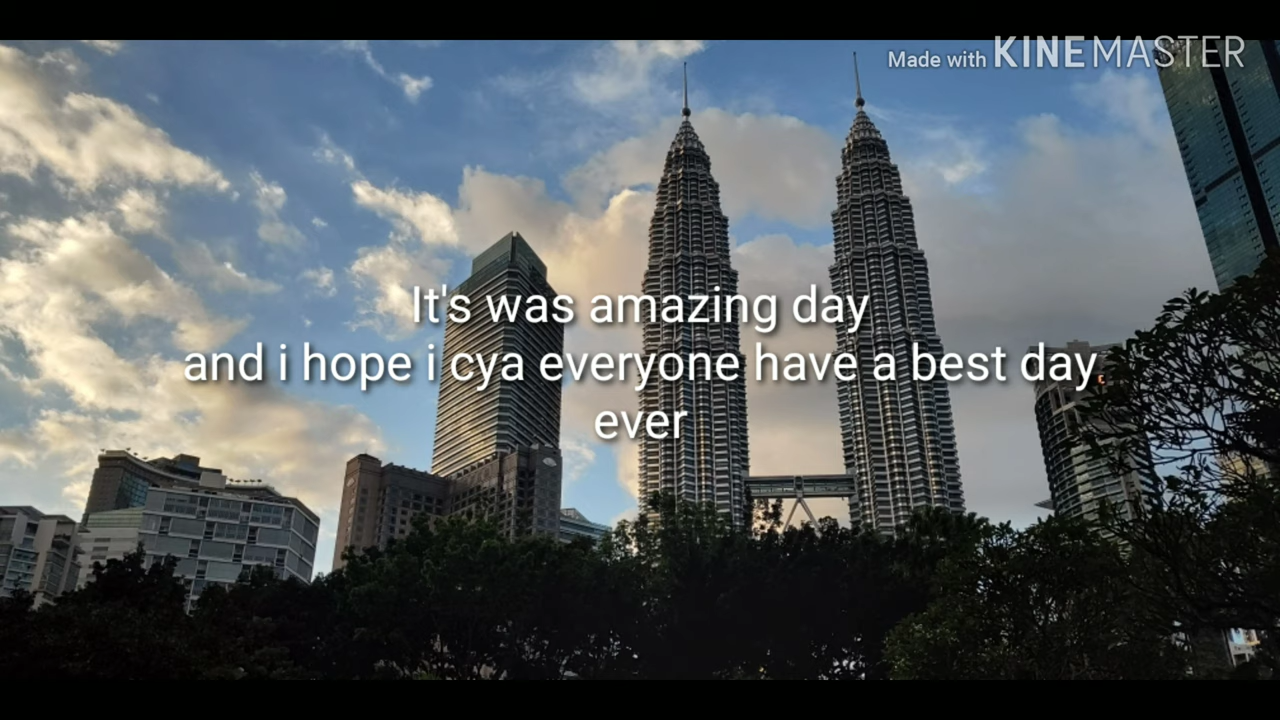 Made with KINEMASTER
It's was amazing day
and i hope i cya everyone have a best day
ever